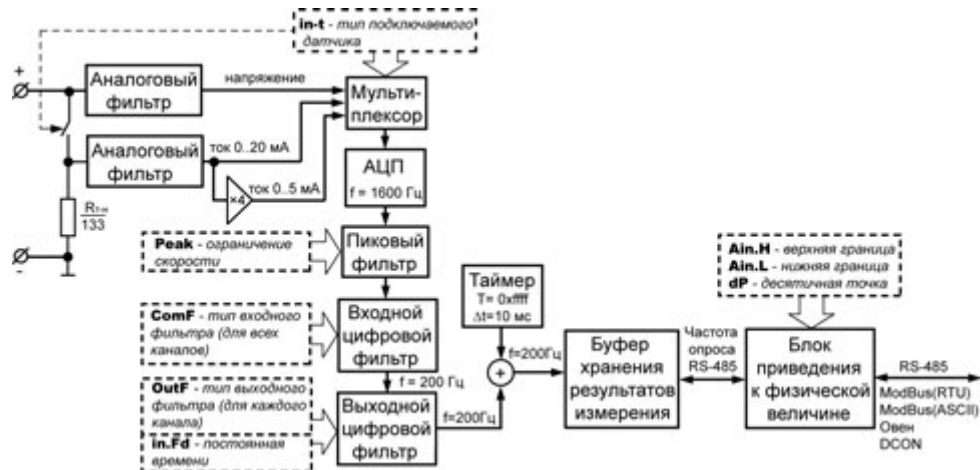 in-t - тип подключаемого
датчика
+
Аналоговый
фильтр
напряжение
Мульти-
плексор
Аналоговый
фильтр
ток 0..20 мА
×4
ток 0..5 мА
АЦП
f = 1600 Гц
133
-
Peak - ограничение
скорости
Пиковый
фильтр
ComF - тип входного
фильтра (для всех
каналов)
Входной
цифровой
фильтр
f = 200 Гц
OutF - тип выходного
фильтра (для каждого
канала)
in.Fd - постоянная
времени
Выходной
цифровой
фильтр
f=200Гц
Таймер
T= 0xffff
Δt=10 мс
+
f=200Гц
Буфер
хранения
результатов
измерения
Частота
опроса
RS-485
Ain.H - верхняя граница
Ain.L - нижняя граница
dP - десятичная точка
Блок
приведения
к физической
величине
RS-485
ModBus(RTU)
ModBus(ASCII)
Овен
DCON